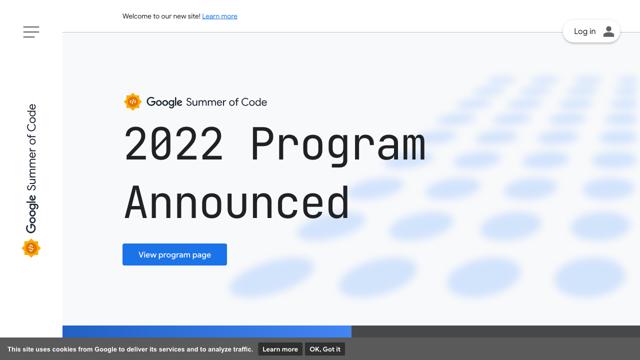 Welcome to our new site! Learn more
Log in
Google Summer of Code
Google Summer of Code
2022 Program
Announced
View program page
This site uses cookies from Google to deliver its services and to analyze traffic. Learn more OK, Got it